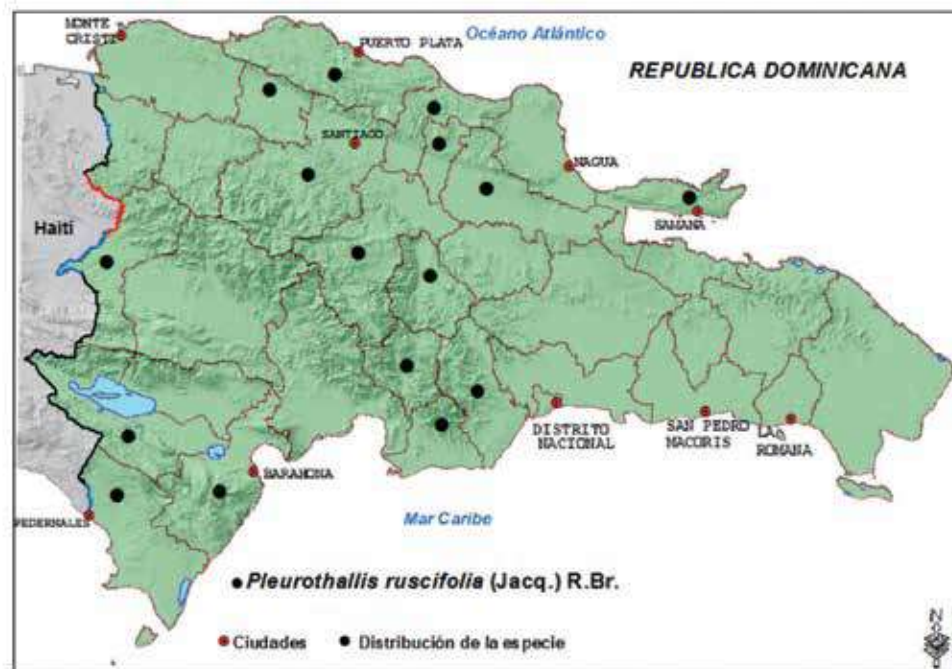 MONTE
CRISTI
PUERTO PLATA
Océano Atlántico
REPUBLICA DOMINICANA
SANTIAGO
NAGUA
Haití
SAMANA
DISTRITO
NACIONAL
SAN PEDRO
MACORIS
LA
ROMANA
BARAHONA
PEDERNALES
Mar Caribe
Pleurothallis ruscifolia (Jacq.) R.Br.
Ciudades
Distribución de la especie
N